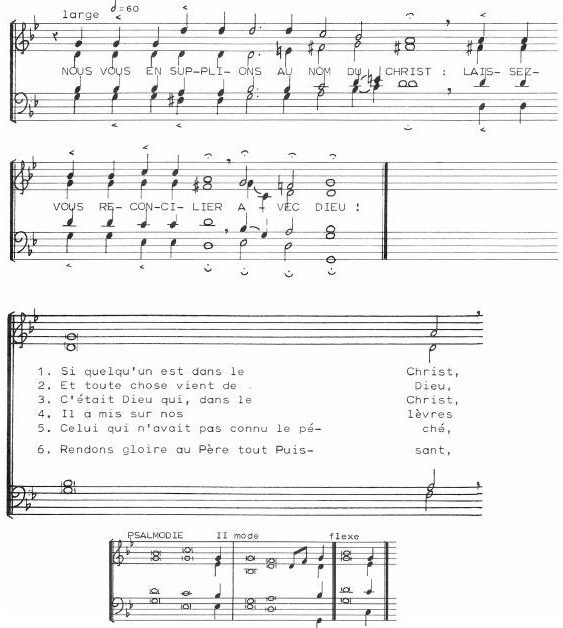 large ♩=60
NOUS VOUS EN SUP-PLI- ONS AU NOM DU CHRIST : LAIS- SEZ-
VOUS RE- CON-CI- LIER A - VEC DIEU !
1. Si quelqu'un est dans le Christ,
2. Et toute chose vient de Dieu,
3. C'était Dieu qui, dans le Christ,
4. Il a mis sur nos lèvres
5. Celui qui n'avait pas connu le pé- ché,
6. Rendons gloire au Père tout Puis- sant,
PSALMODIE II mode flexe